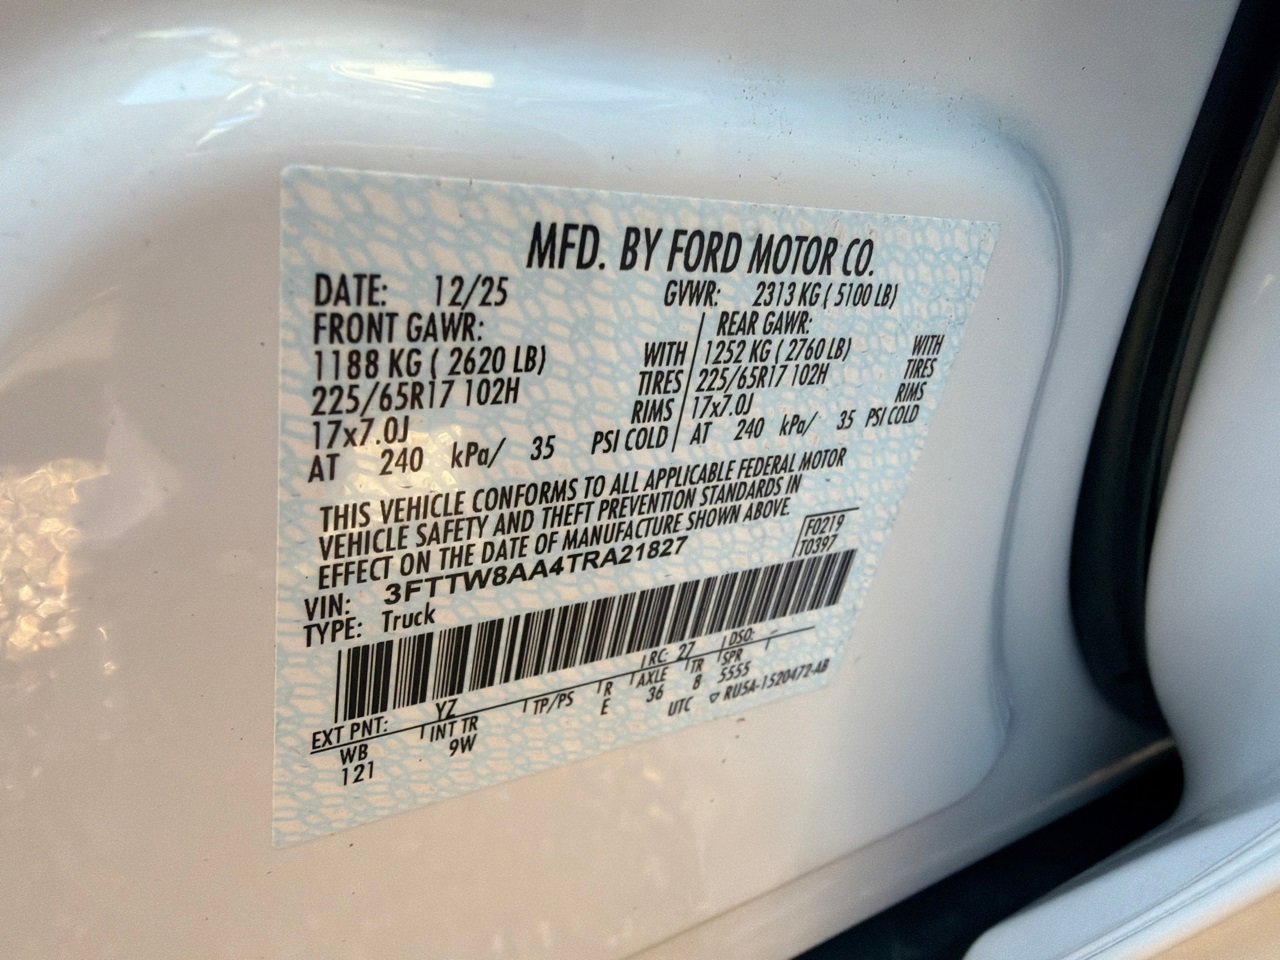 MFD. BY FORD MOTOR CO.
DATE: 12/25 GVWR: 2313 KG ( 5100 LB)
FRONT GAWR: REAR GAWR:
1188 KG ( 2620 LB) WITH 1252 KG ( 2760 LB) WITH
225/65R17 102H TIRES 225/65R17 102H TIRES
17x7.0J RIMS 17x7.0J RIMS
AT 240 kPa/ 35 PSI COLD AT 240 kPa/ 35 PSI COLD
THIS VEHICLE CONFORMS TO ALL APPLICABLE FEDERAL MOTOR
VEHICLE SAFETY AND THEFT PREVENTION STANDARDS IN
EFFECT ON THE DATE OF MANUFACTURE SHOWN ABOVE.
F0219
T0397
VIN: 3FTTW8AA4TRA21827
TYPE: Truck
EXT PNT: YZ RC: 27 DSO:
WB INT TR TP/PS R AXLE TR SPR
121 9W E 36 8 5555
UTC RU5A-1520472-AB